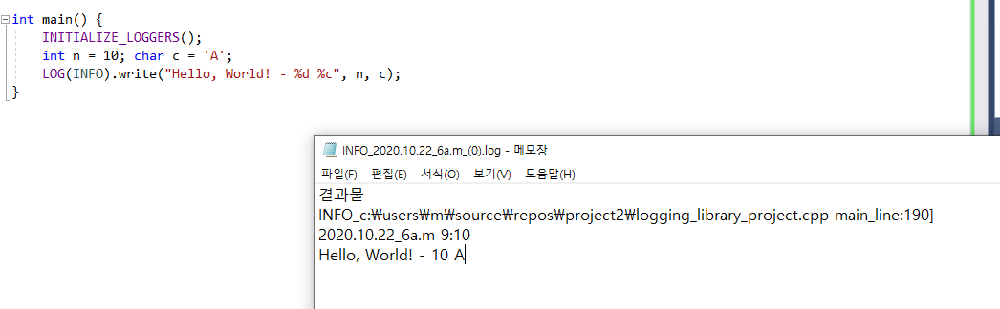 int main() {
INITIALIZE_LOGGERS();
int n = 10; char c = 'A';
LOG(INFO).write("Hello, World! - %d %c", n, c);
}
INFO_2020.10.22_6a.m_(0).log - 메모장
파일(F) 편집(E) 서식(O) 보기(V) 도움말(H)
결과물
INFO_c:₩users₩m₩source₩repos₩project2₩logging_library_project.cpp main_line:190]
2020.10.22_6a.m 9:10
Hello, World! - 10 A